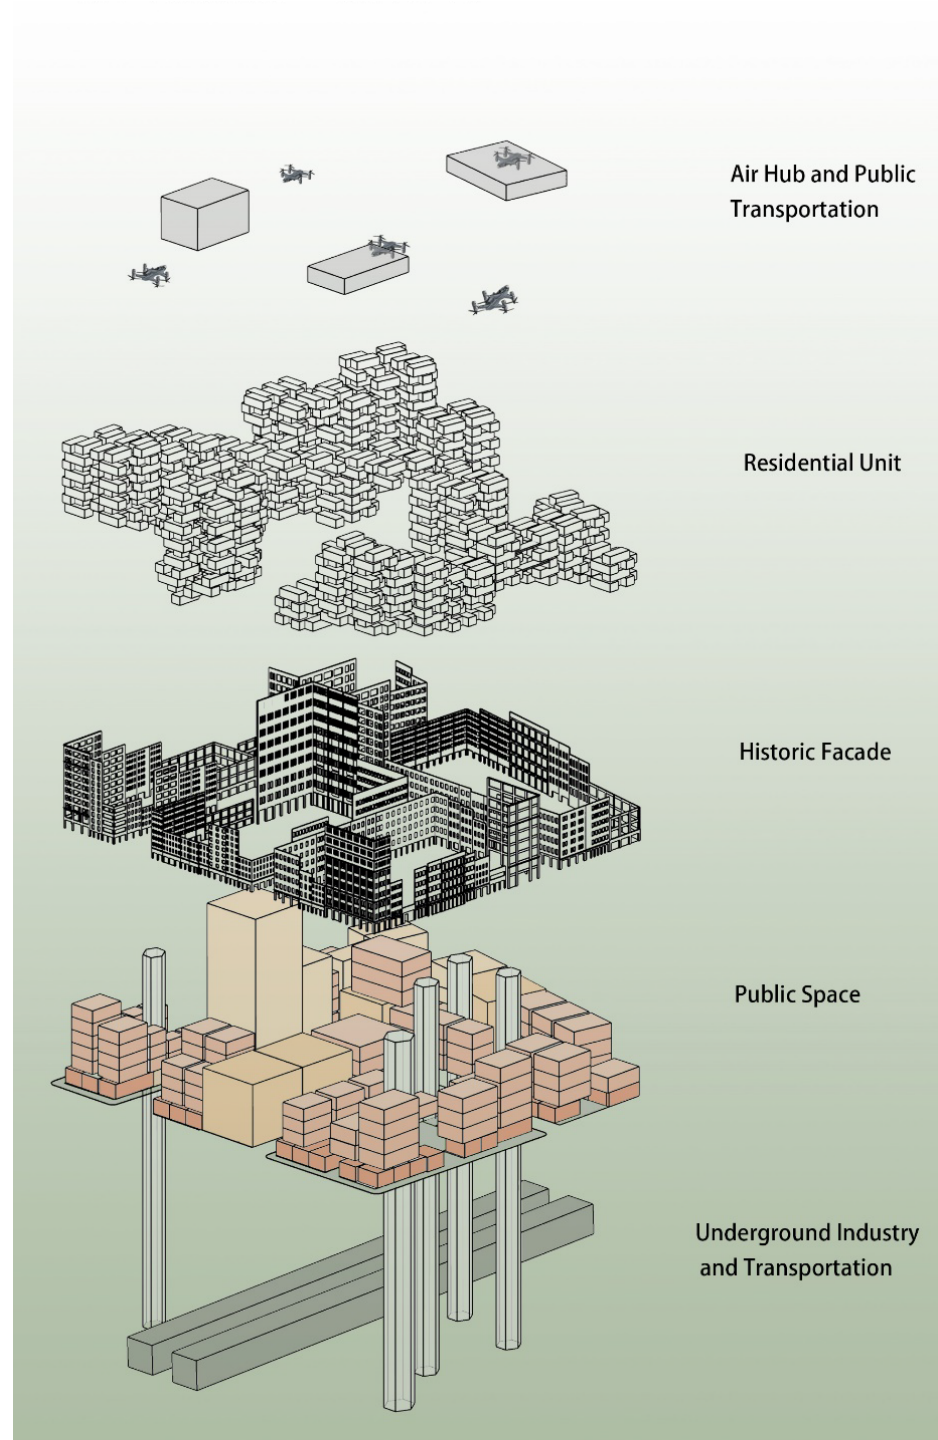 Air Hub and Public
Transportation
Residential Unit
Historic Facade
Public Space
Underground Industry
and Transportation